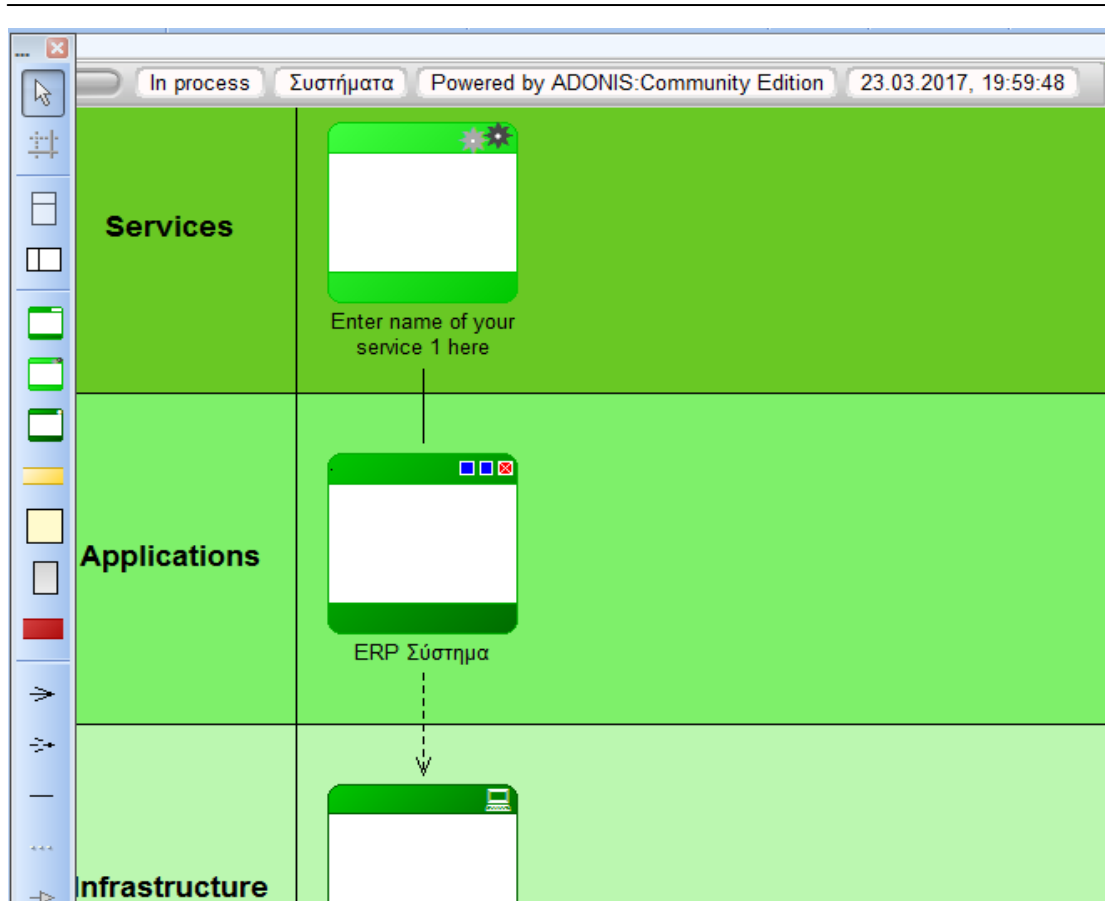 ...
In process Συστήματα Powered by ADONIS:Community Edition 23.03.2017, 19:59:48
Services
Enter name of your
service 1 here
Applications
ERP Σύστημα
Infrastructure